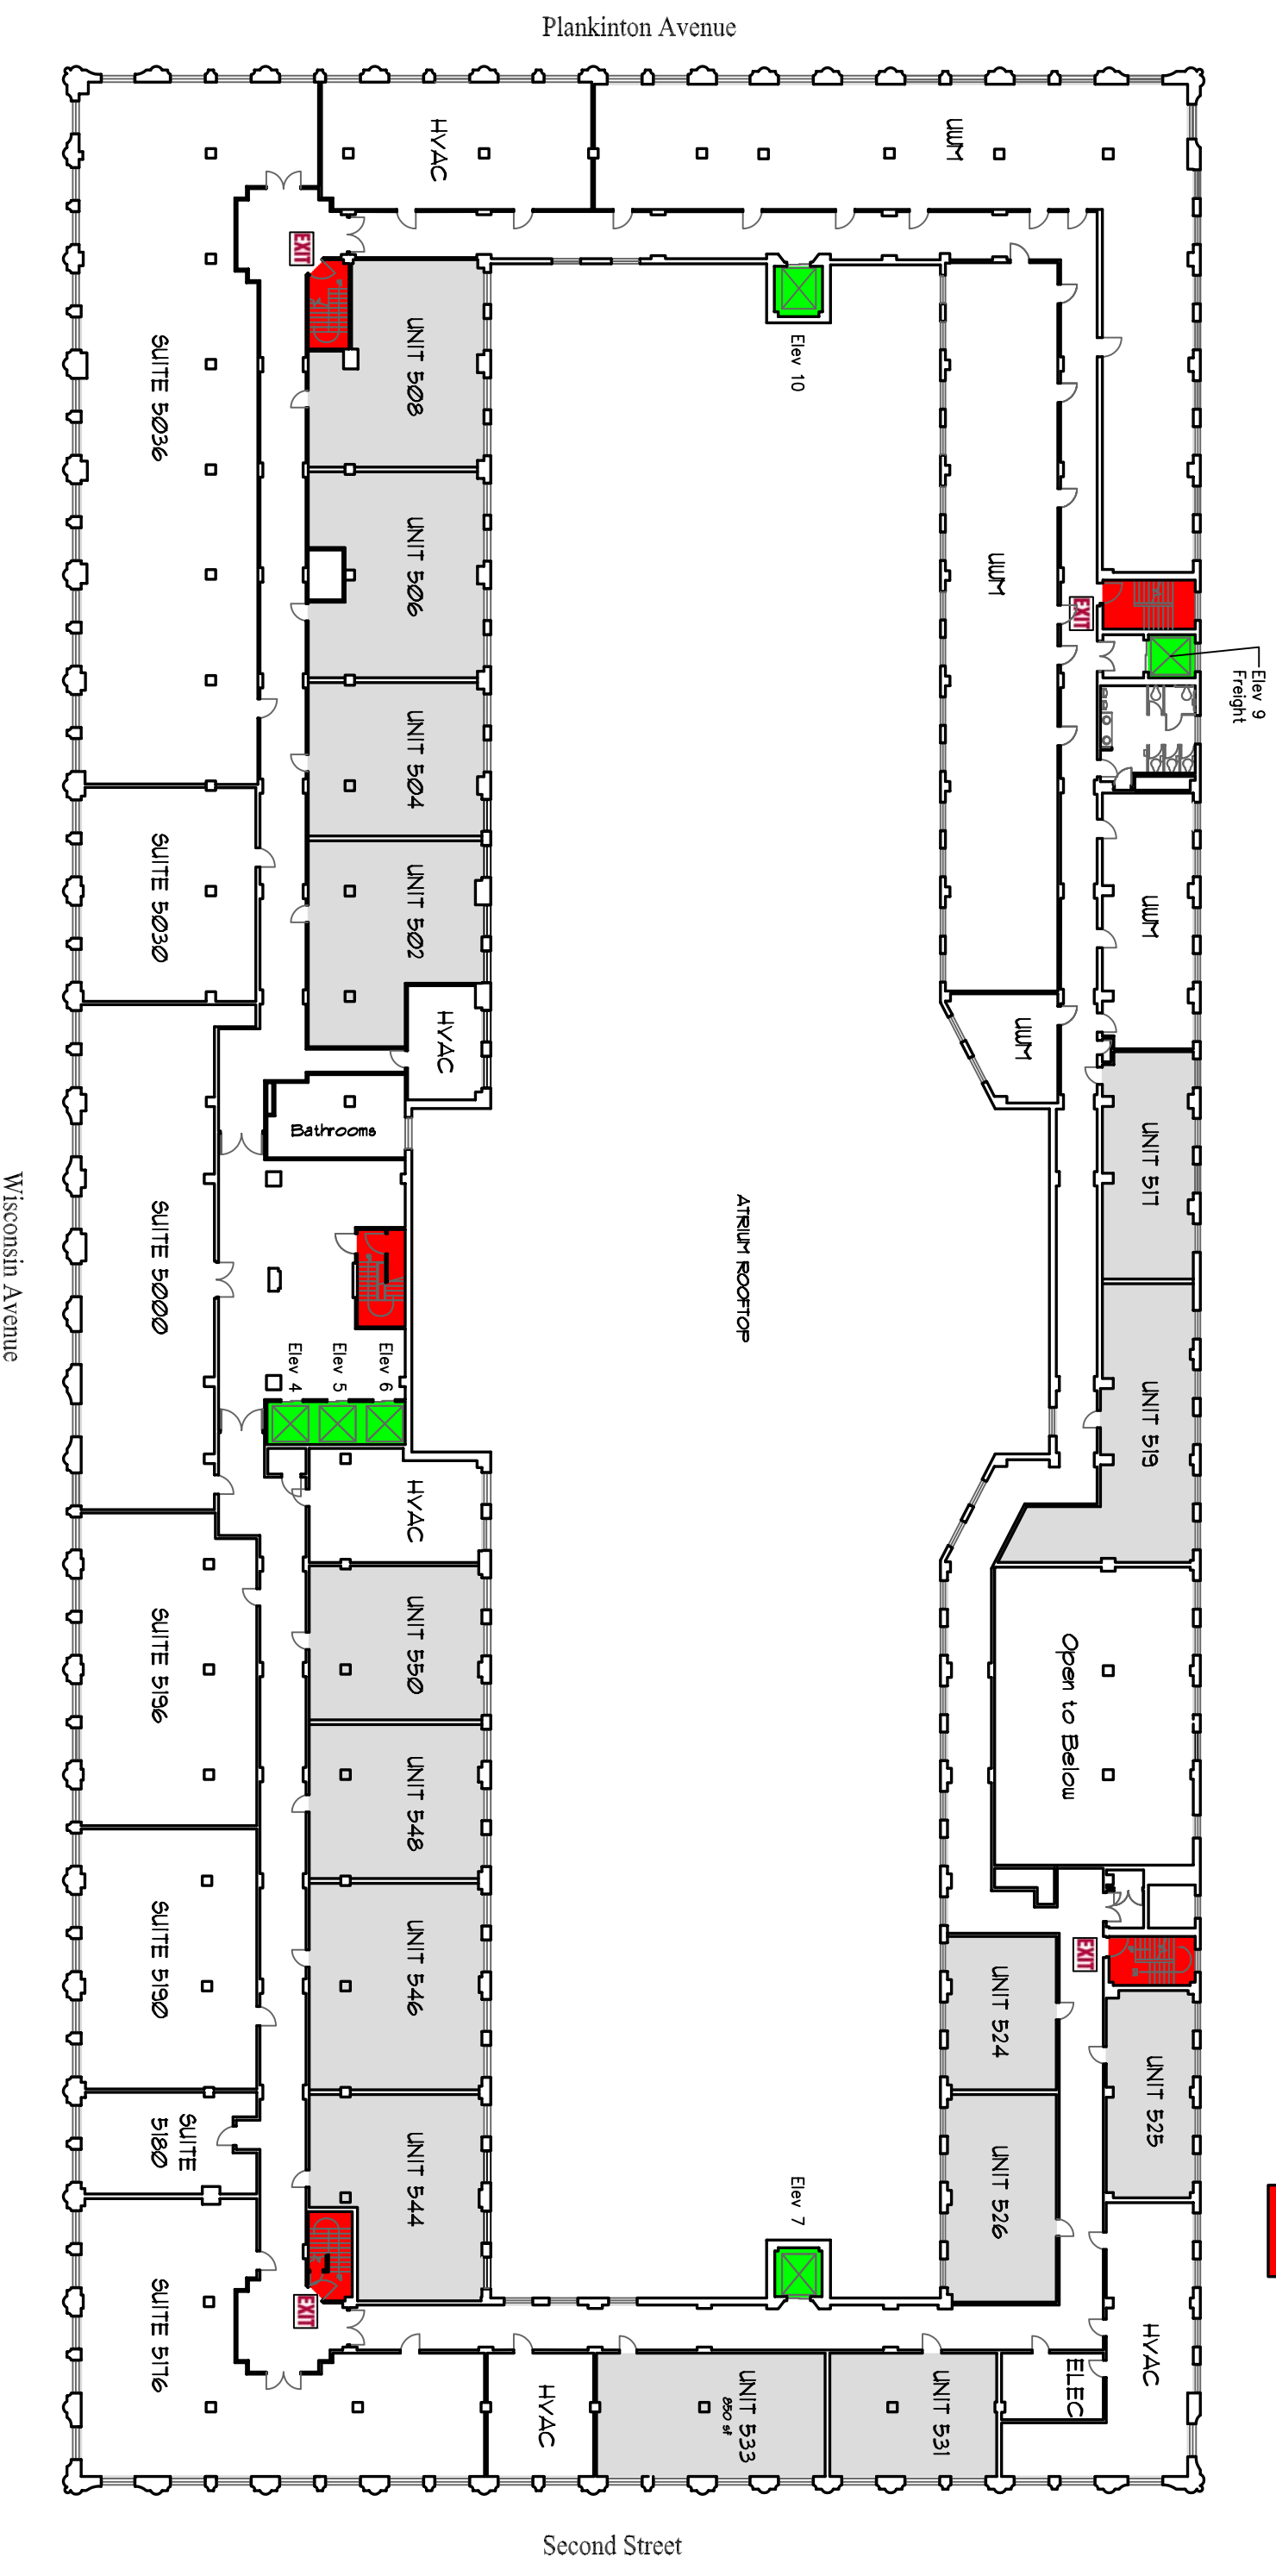 Plankinton Avenue
HVAC
UWM
EXIT
Elev 10
UNIT 508
SUITE 5036
UNIT 506
UWM
EXIT
Elev 9
Freight
UNIT 504
SUITE 5030
UNIT 502
UWM
HVAC
UWM
Bathrooms
UNIT 517
Wisconsin Avenue
SUITE 5000
ATRIUM ROOFTOP
Elev 4
Elev 5
Elev 6
UNIT 519
HVAC
SUITE 5196
UNIT 550
Open to Below
UNIT 548
SUITE 5190
UNIT 546
EXIT
UNIT 524
UNIT 525
SUITE
5180
UNIT 544
Elev 7
UNIT 526
SUITE 5176
EXIT
HVAC
HVAC
UNIT 533
850 sf
UNIT 531
ELEC
Second Street